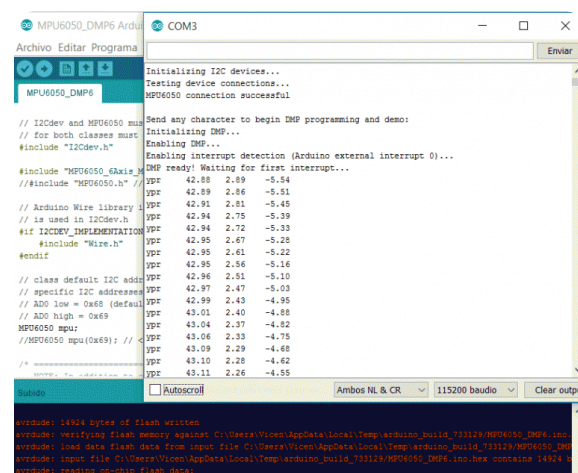 MPU6050_DMP6 Ardui
Archivo Editar Programa
MPU6050_DMP6
// I2Cdev and MPU6050 mus
// for both classes must
#include "I2Cdev.h"
#include "MPU6050_6Axis_M
//#include "MPU6050.h" //
// Arduino Wire library i
// is used in I2Cdev.h
#if I2CDEV_IMPLEMENTATION
#include "Wire.h"
#endif
// class default I2C addr
// specific I2C addresses
// AD0 low = 0x68 (defaul
// AD0 high = 0x69
MPU6050 mpu;
//MPU6050 mpu(0x69); // <
/* ======================
NOTE: In addition to
Subido
COM3
Enviar
Initializing I2C devices...
Testing device connections...
MPU6050 connection successful
Send any character to begin DMP programming and demo:
Initializing DMP...
Enabling DMP...
Enabling interrupt detection (Arduino external interrupt 0)...
DMP ready! Waiting for first interrupt...
ypr 42.88 2.89 -5.54
ypr 42.89 2.86 -5.51
ypr 42.91 2.81 -5.45
ypr 42.94 2.75 -5.39
ypr 42.94 2.72 -5.33
ypr 42.95 2.67 -5.28
ypr 42.95 2.61 -5.22
ypr 42.95 2.56 -5.16
ypr 42.96 2.51 -5.10
ypr 42.97 2.47 -5.03
ypr 42.99 2.43 -4.95
ypr 43.01 2.40 -4.88
ypr 43.04 2.37 -4.82
ypr 43.06 2.33 -4.75
ypr 43.09 2.29 -4.68
ypr 43.10 2.28 -4.62
ypr 43.11 2.26 -4.55
Autoscroll
Ambos NL & CR
115200 baudio
Clear outpu
avrdude: 14924 bytes of flash written
avrdude: verifying flash memory against C:\Users\Vicen\AppData\Local\Temp\arduino_build_733129/MPU6050_DMP6.ino.
avrdude: load data flash data from input file C:\Users\Vicen\AppData\Local\Temp\arduino_build_733129/MPU6050_DMP
avrdude: input file C:\Users\Vicen\AppData\Local\Temp\arduino_build_733129/MPU6050_DMP6.ino.hex contains 14924 b
avrdude: reading on-chip flash data: